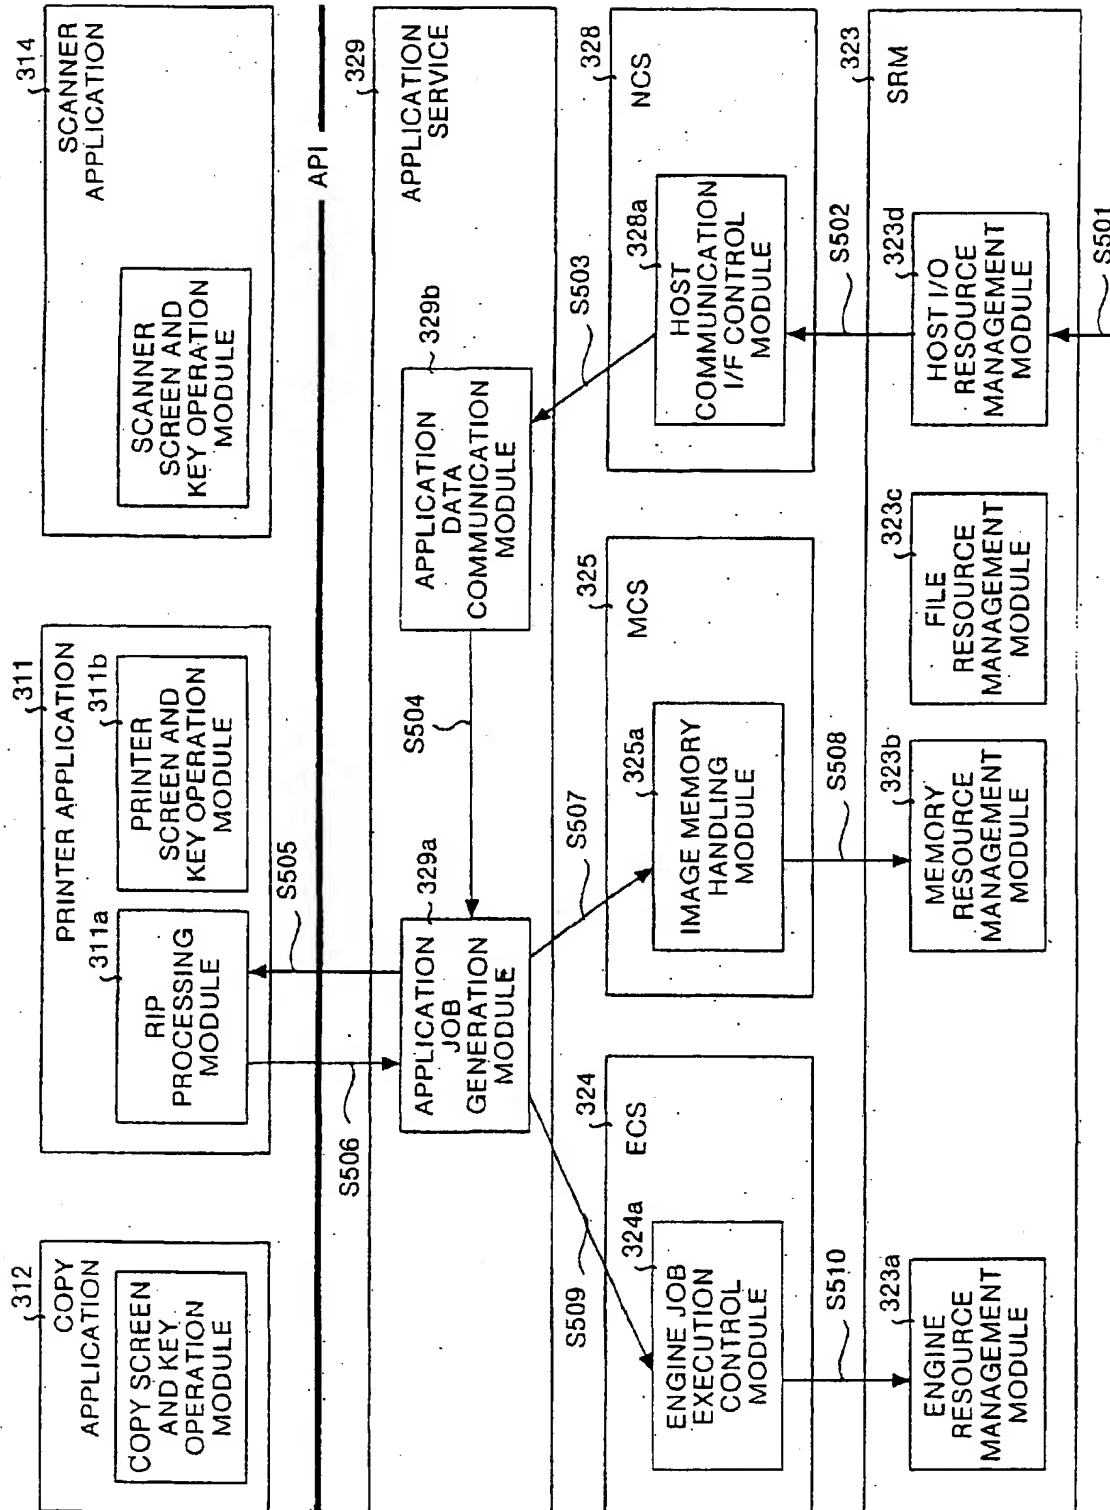 312
COPY
APPLICATION
COPY SCREEN
AND KEY
OPERATION
MODULE
311
PRINTER APPLICATION
311a
RIP
PROCESSING
MODULE
311b
PRINTER
SCREEN AND
KEY OPERATION
MODULE
314
SCANNER
APPLICATION
SCANNER
SCREEN AND
KEY OPERATION
MODULE
S506
S505
API
329
APPLICATION
SERVICE
329a
APPLICATION
JOB
GENERATION
MODULE
S504
329b
APPLICATION
DATA
COMMUNICATION
MODULE
S509
S507
S503
324
ECS
324a
ENGINE JOB
EXECUTION
CONTROL
MODULE
325
MCS
325a
IMAGE MEMORY
HANDLING
MODULE
328
NCS
328a
HOST
COMMUNICATION
I/F CONTROL
MODULE
S510
S508
S502
323
SRM
323a
ENGINE
RESOURCE
MANAGEMENT
MODULE
323b
MEMORY
RESOURCE
MANAGEMENT
MODULE
323c
FILE
RESOURCE
MANAGEMENT
MODULE
323d
HOST I/O
RESOURCE
MANAGEMENT
MODULE
S501